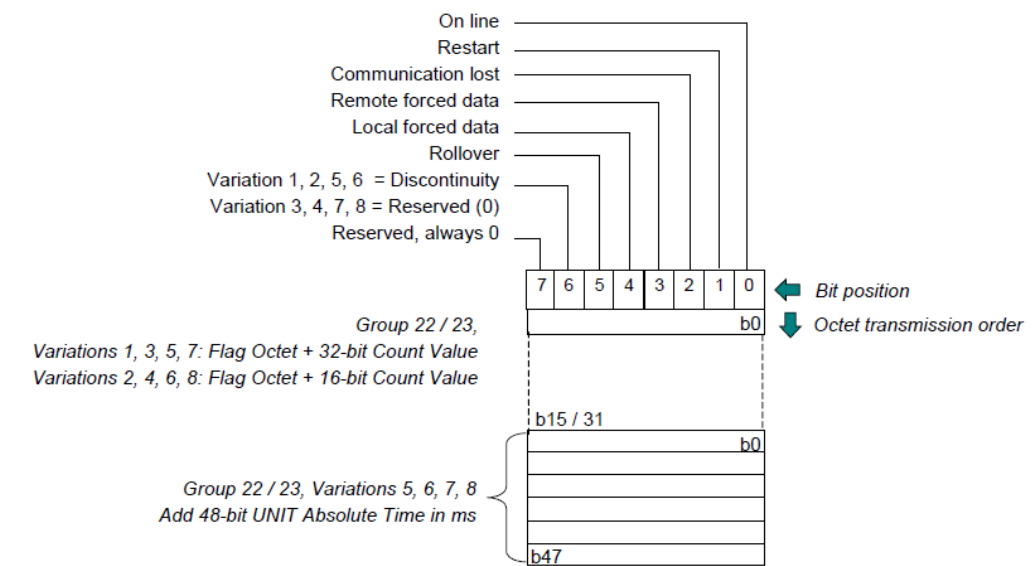 On line
Restart
Communication lost
Remote forced data
Local forced data
Rollover
Variation 1, 2, 5, 6  = Discontinuity
Variation 3, 4, 7, 8 = Reserved (0)
Reserved, always 0
7 6 5 4 3 2 1 0
Bit position
b0
Octet transmission order
Group 22 / 23,
Variations 1, 3, 5, 7: Flag Octet + 32-bit Count Value
Variations 2, 4, 6, 8: Flag Octet + 16-bit Count Value
b15 / 31
b0
Group 22 / 23, Variations 5, 6, 7, 8
Add 48-bit UNIT Absolute Time in ms
b47